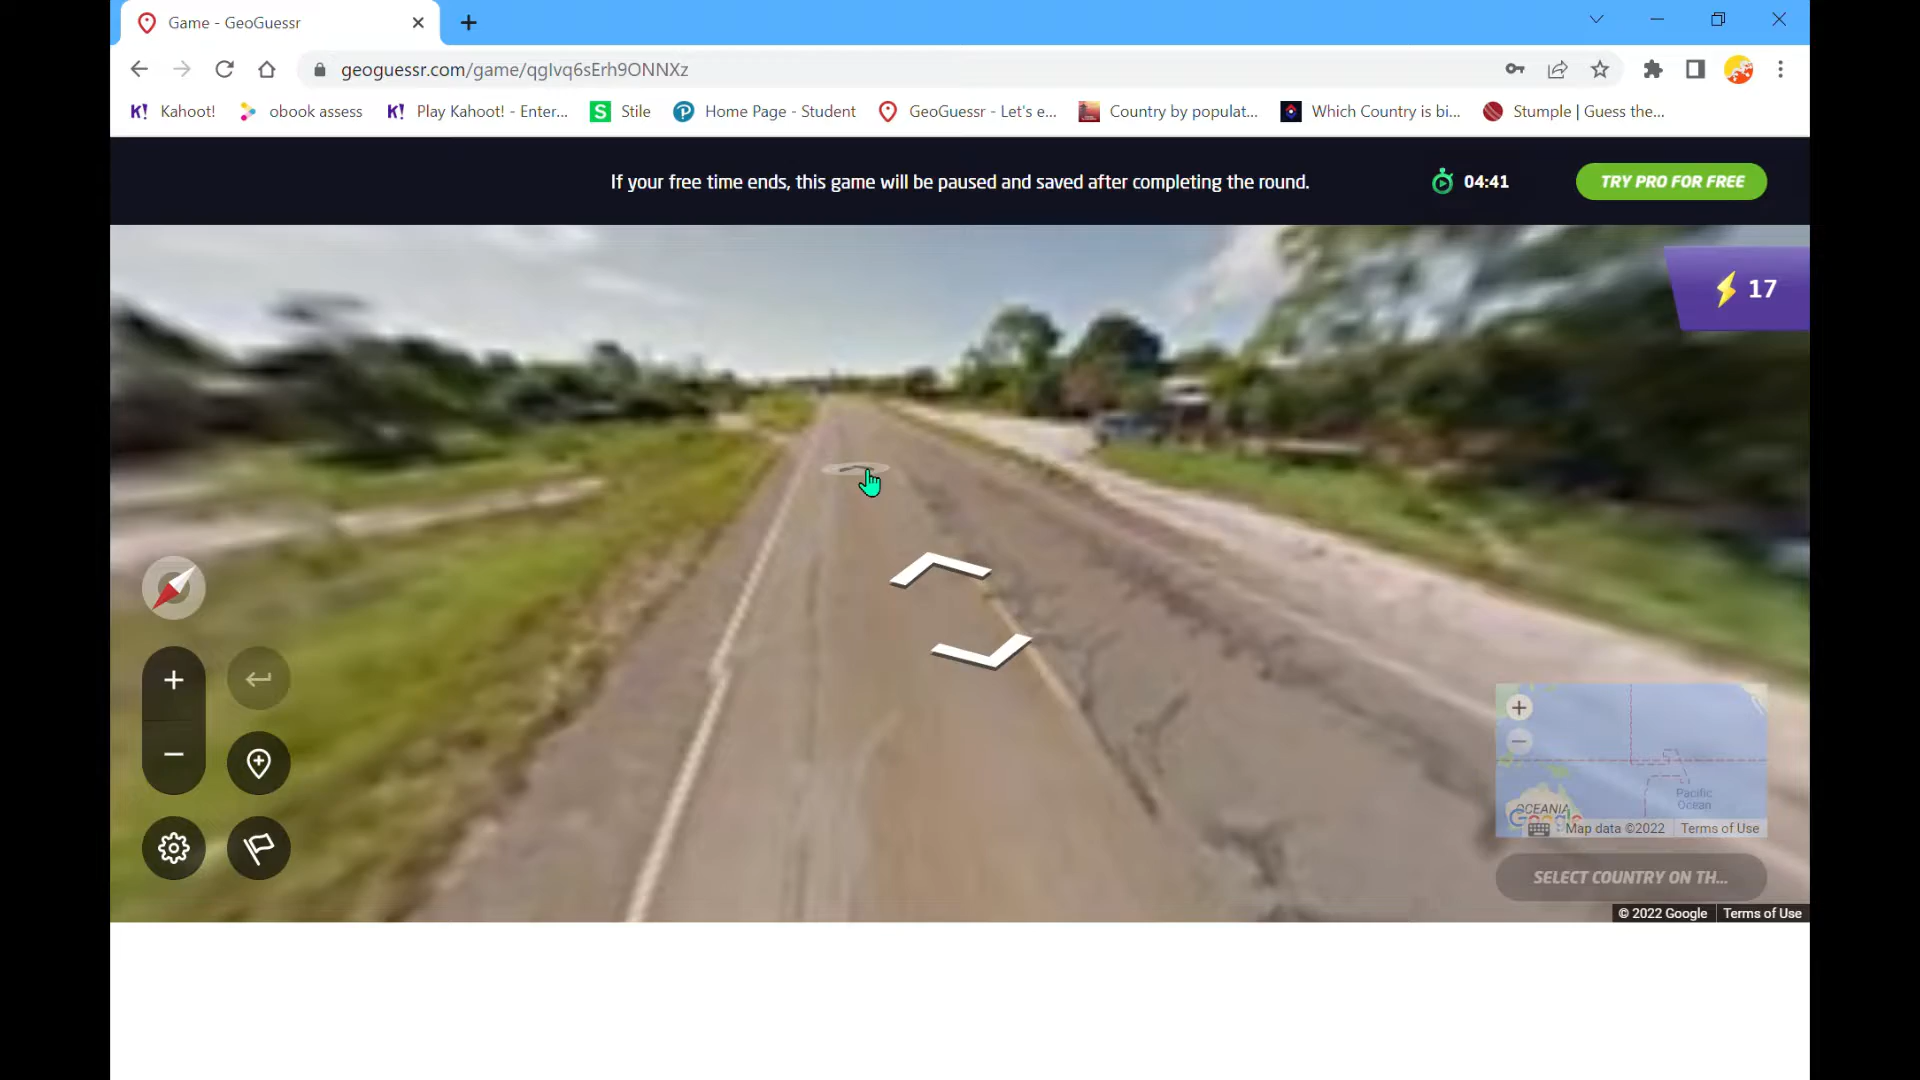 Game - GeoGuessr
geoguessr.com/game/qgIvq6sErh9ONNXz
K! Kahoot!
obook assess
K! Play Kahoot! - Enter...
S Stile
P Home Page - Student
GeoGuessr - Let's e...
Country by populat...
Which Country is bi...
Stumple | Guess the...
If your free time ends, this game will be paused and saved after completing the round.
04:41
TRY PRO FOR FREE
17
Pacific
Ocean
OCEANIA
Google
Map data ©2022
Terms of Use
SELECT COUNTRY ON TH...
© 2022 Google
Terms of Use